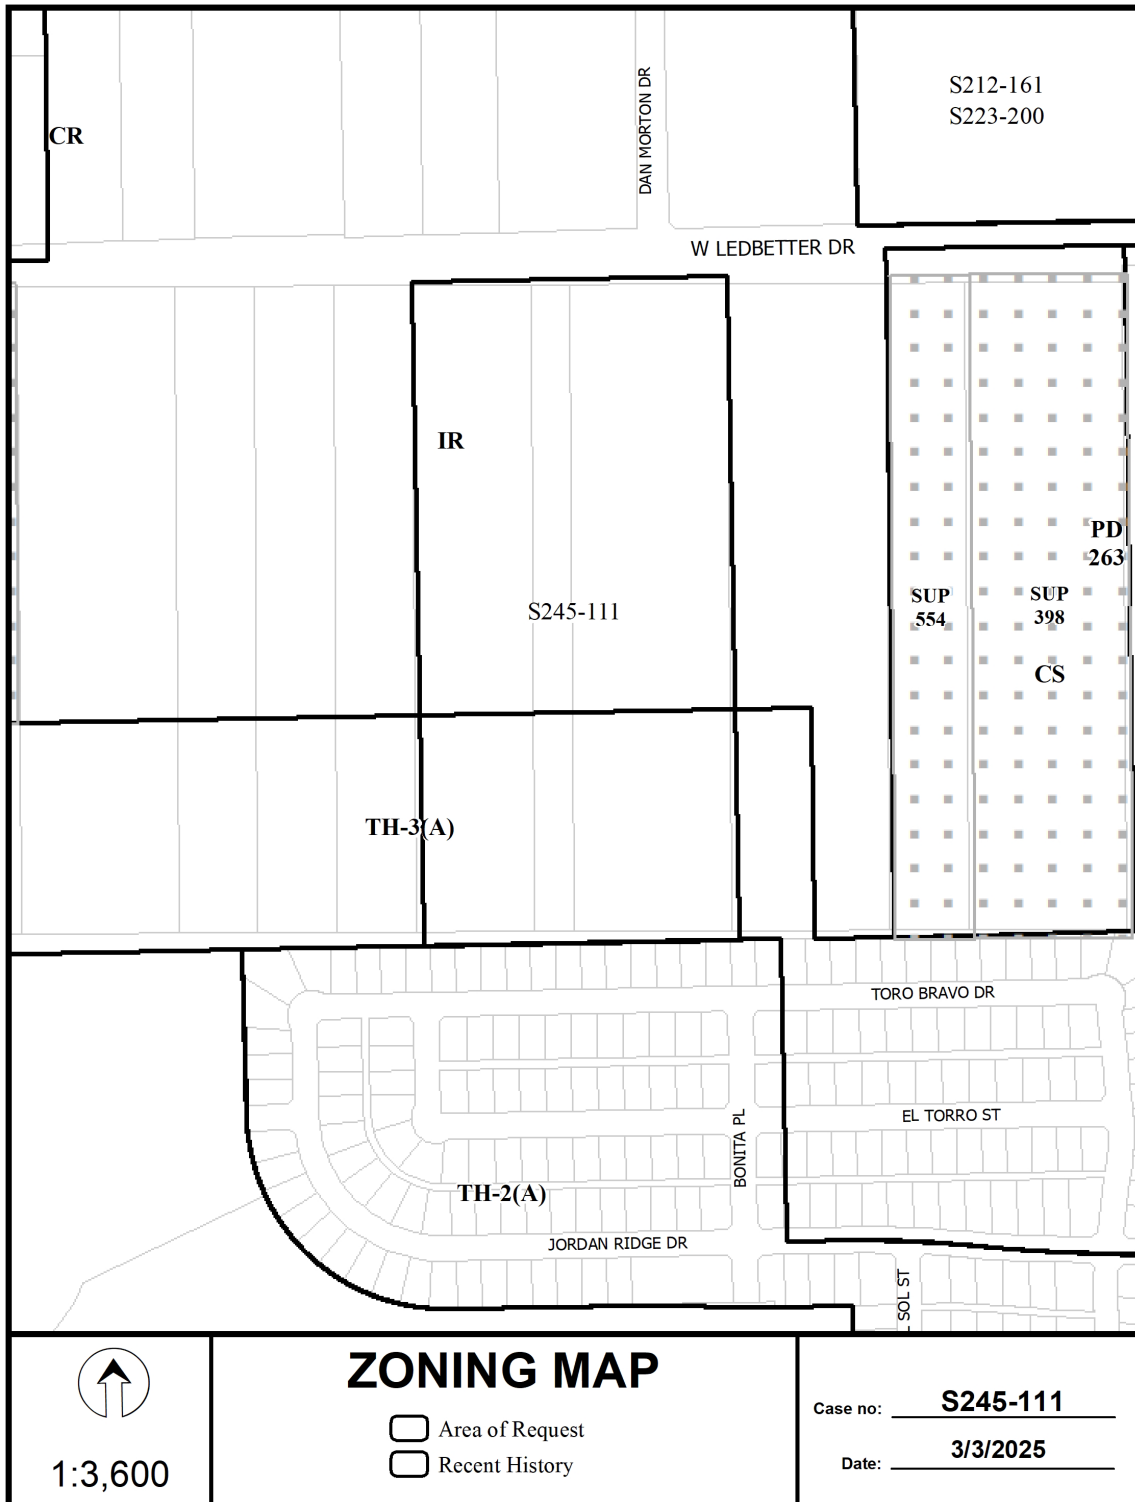 S212-161
S223-200
DAN MORTON DR
CR
W LEDBETTER DR
IR
PD
263
SUP
554
SUP
398
S245-111
CS
TH-3(A)
TORO BRAVO DR
EL TORRO ST
BONITA PL
TH-2(A)
JORDAN RIDGE DR
SOL ST
1:3,600
ZONING MAP
Area of Request
Recent History
Case no: S245-111
Date: 3/3/2025